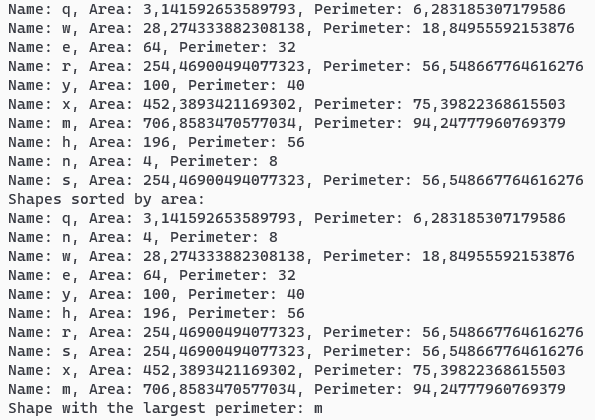 Name: q, Area: 3,141592653589793, Perimeter: 6,283185307179586
Name: w, Area: 28,274333882308138, Perimeter: 18,84955592153876
Name: e, Area: 64, Perimeter: 32
Name: r, Area: 254,46900494077323, Perimeter: 56,548667764616276
Name: y, Area: 100, Perimeter: 40
Name: x, Area: 452,3893421169302, Perimeter: 75,39822368615503
Name: m, Area: 706,8583470577034, Perimeter: 94,24777960769379
Name: h, Area: 196, Perimeter: 56
Name: n, Area: 4, Perimeter: 8
Name: s, Area: 254,46900494077323, Perimeter: 56,548667764616276
Shapes sorted by area:
Name: q, Area: 3,141592653589793, Perimeter: 6,283185307179586
Name: n, Area: 4, Perimeter: 8
Name: w, Area: 28,274333882308138, Perimeter: 18,84955592153876
Name: e, Area: 64, Perimeter: 32
Name: y, Area: 100, Perimeter: 40
Name: h, Area: 196, Perimeter: 56
Name: r, Area: 254,46900494077323, Perimeter: 56,548667764616276
Name: s, Area: 254,46900494077323, Perimeter: 56,548667764616276
Name: x, Area: 452,3893421169302, Perimeter: 75,39822368615503
Name: m, Area: 706,8583470577034, Perimeter: 94,24777960769379
Shape with the largest perimeter: m